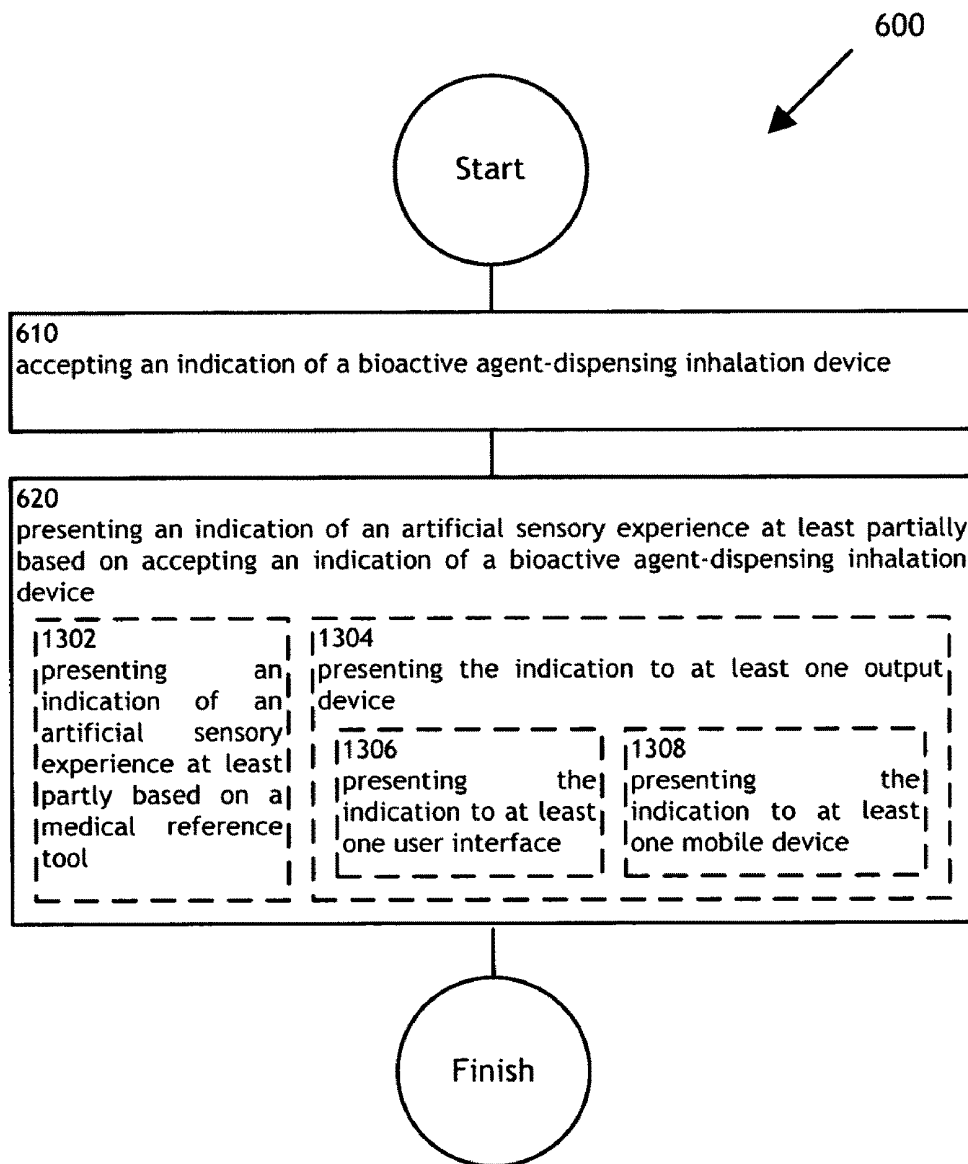 600
Start
610
accepting an indication of a bioactive agent-dispensing inhalation device
620
presenting an indication of an artificial sensory experience at least partially
based on accepting an indication of a bioactive agent-dispensing inhalation
device
1302
presenting an
indication of an
artificial sensory
experience at least
partly based on a
medical reference
tool
1304
presenting the indication to at least one output
device
1306
presenting the
indication to at least
one user interface
1308
presenting the
indication to at least
one mobile device
Finish